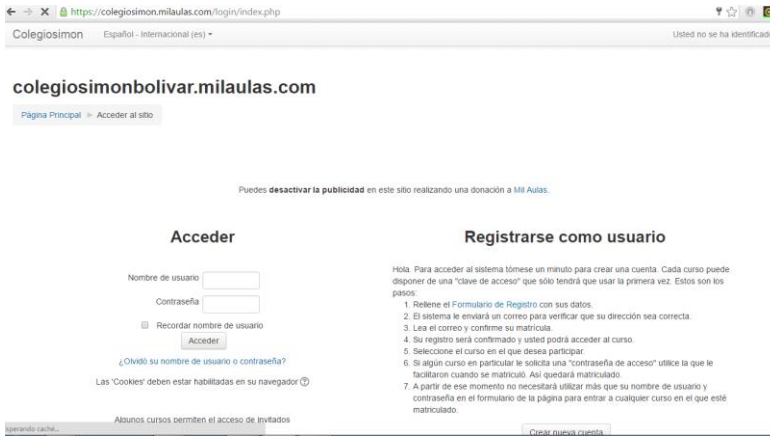 https://colegiosimon.milaulas.com/login/index.php
Colegiosimon Español - Internacional (es)
Usted no se ha identificado
colegiosimonbolivar.milaulas.com
Página Principal Acceder al sitio
Puedes desactivar la publicidad en este sitio realizando una donación a Mil Aulas.
Acceder
Nombre de usuario
Contraseña
Recordar nombre de usuario
Acceder
¿Olvidó su nombre de usuario o contraseña?
Las 'Cookies' deben estar habilitadas en su navegador
Algunos cursos permiten el acceso de invitados
Registrarse como usuario
Hola. Para acceder al sistema tómese un minuto para crear una cuenta. Cada curso puede
disponer de una "clave de acceso" que sólo tendrá que usar la primera vez. Estos son los
pasos:
1. Rellene el Formulario de Registro con sus datos.
2. El sistema le enviará un correo para verificar que su dirección sea correcta.
3. Lea el correo y confirme su matrícula.
4. Su registro será confirmado y usted podrá acceder al curso.
5. Seleccione el curso en el que desea participar.
6. Si algún curso en particular le solicita una "contraseña de acceso" utilice la que le
facilitaron cuando se matriculó. Así quedará matriculado.
7. A partir de ese momento no necesitará utilizar más que su nombre de usuario y
contraseña en el formulario de la página para entrar a cualquier curso en el que esté
matriculado.
Crear nueva cuenta
sperando caché...